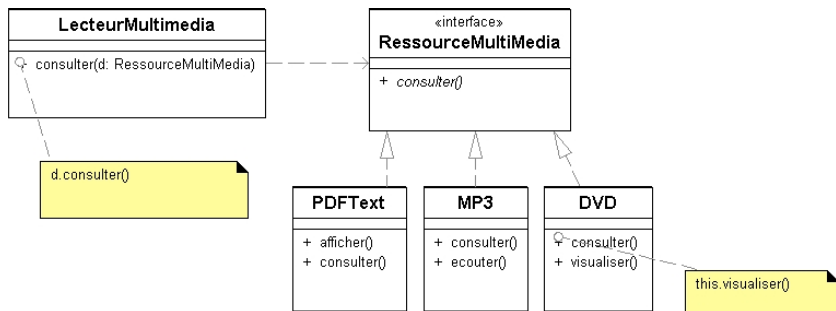 LecteurMultimedia
consulter(d: RessourceMultiMedia)
d.consulter()
«interface»
RessourceMultiMedia
+ consulter()
PDFText
+ afficher()
+ consulter()
MP3
+ consulter()
+ ecouter()
DVD
+ consulter()
+ visualiser()
this.visualiser()